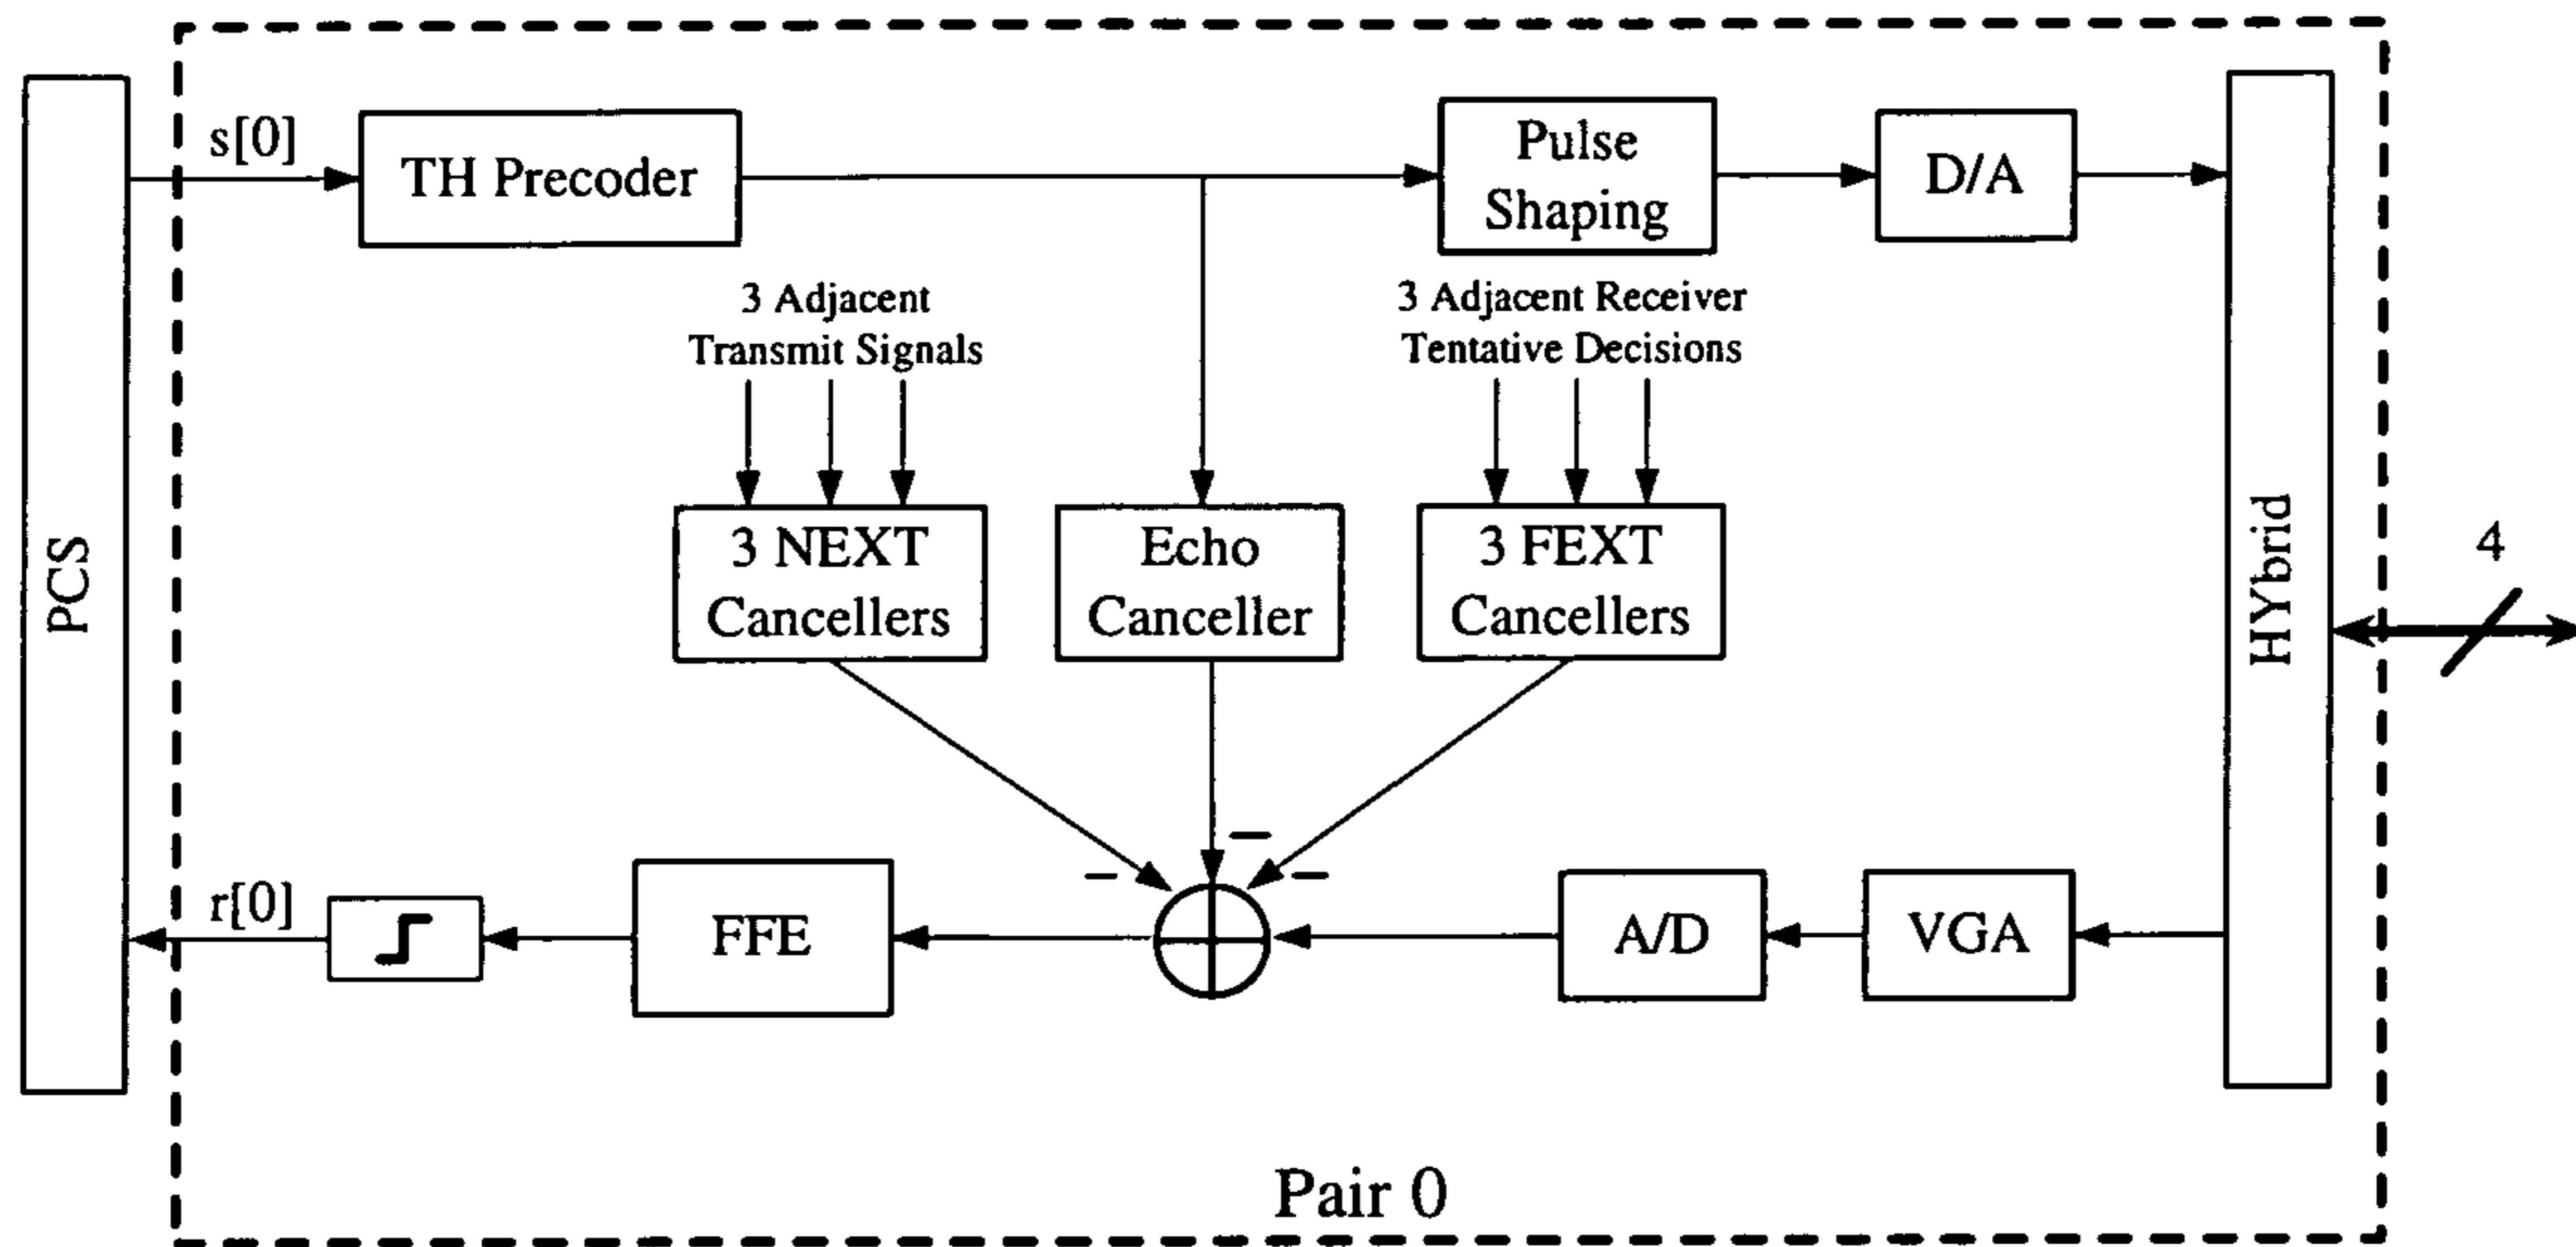 PCS
s[0]
TH Precoder
Pulse
Shaping
D/A
3 Adjacent
Transmit Signals
3 Adjacent Receiver
Tentative Decisions
3 NEXT
Cancellers
Echo
Canceller
3 FEXT
Cancellers
HYbrid
4
–
–
–
r[0]
FFE
A/D
VGA
Pair 0